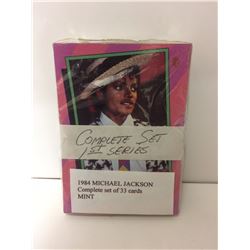 COMPLETE SET
1ST SERIES
1984 MICHAEL JACKSON
Complete set of 33 cards
MINT